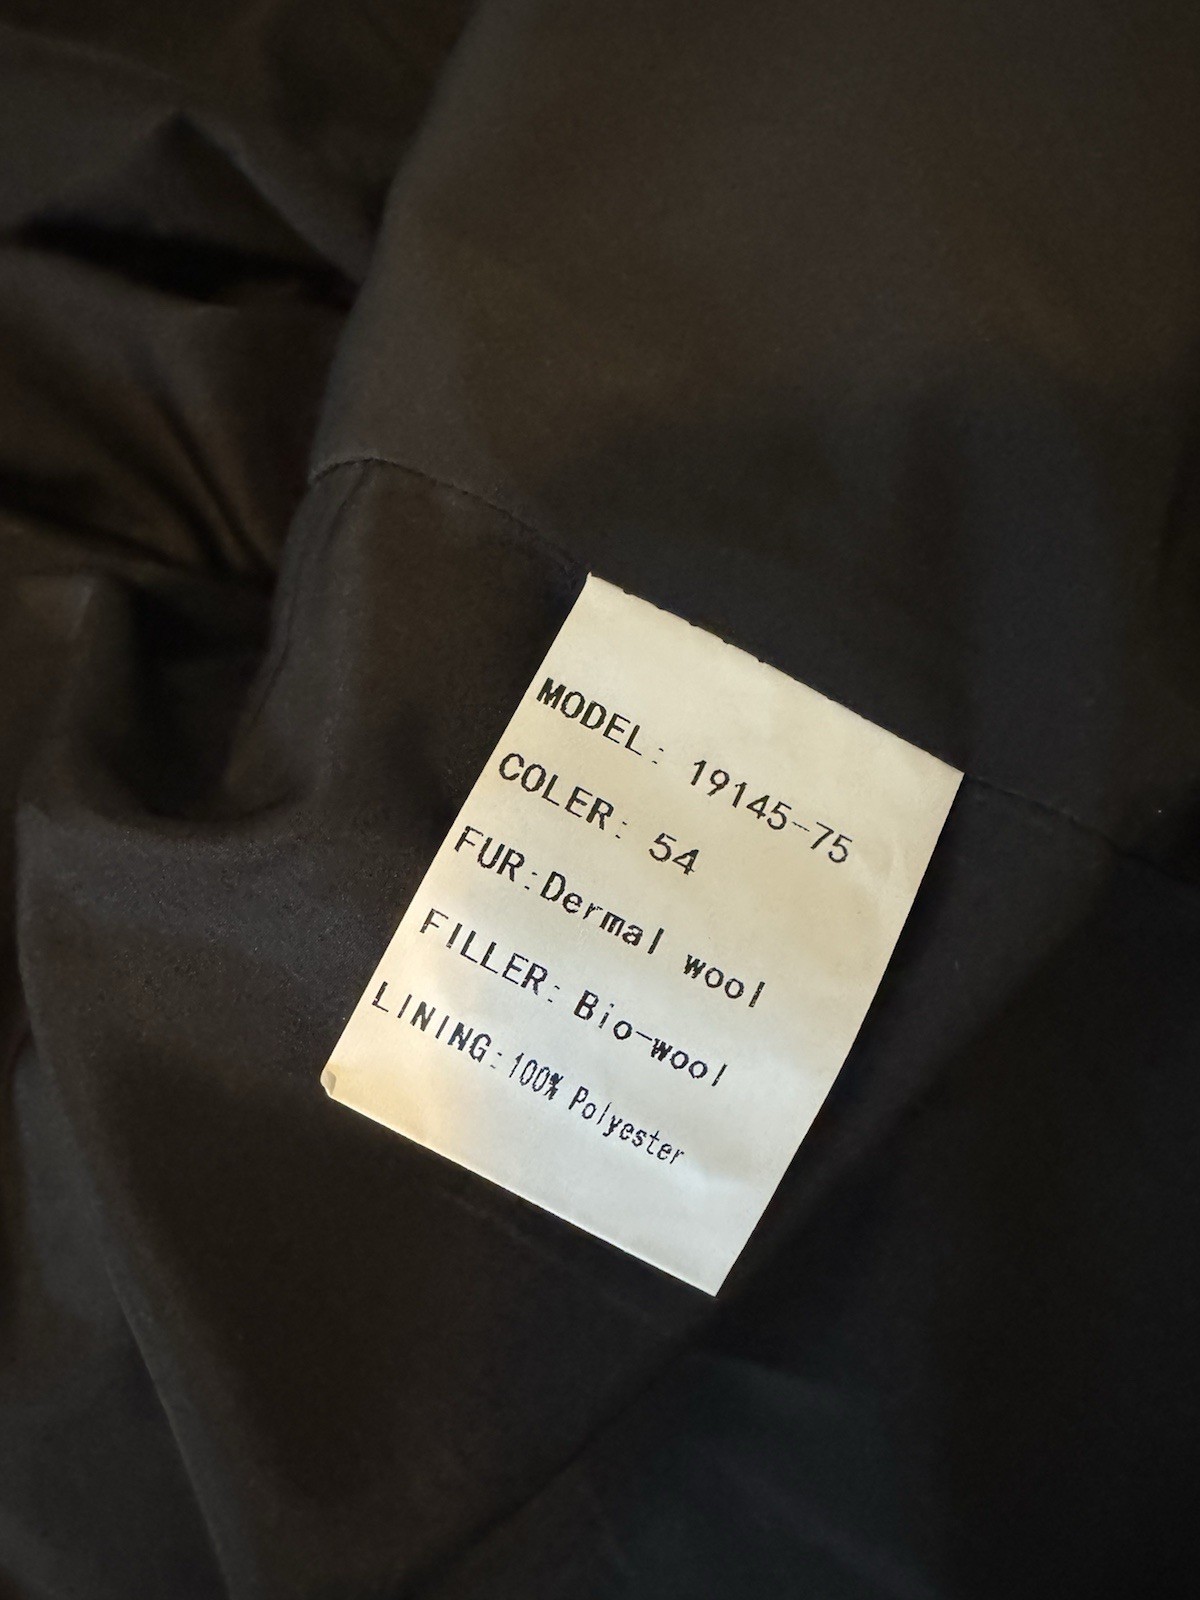 MODEL: 19145-75
COLER: 54
FUR:Dermal wool
FILLER: Bio-wool
LINING:100% Polyester